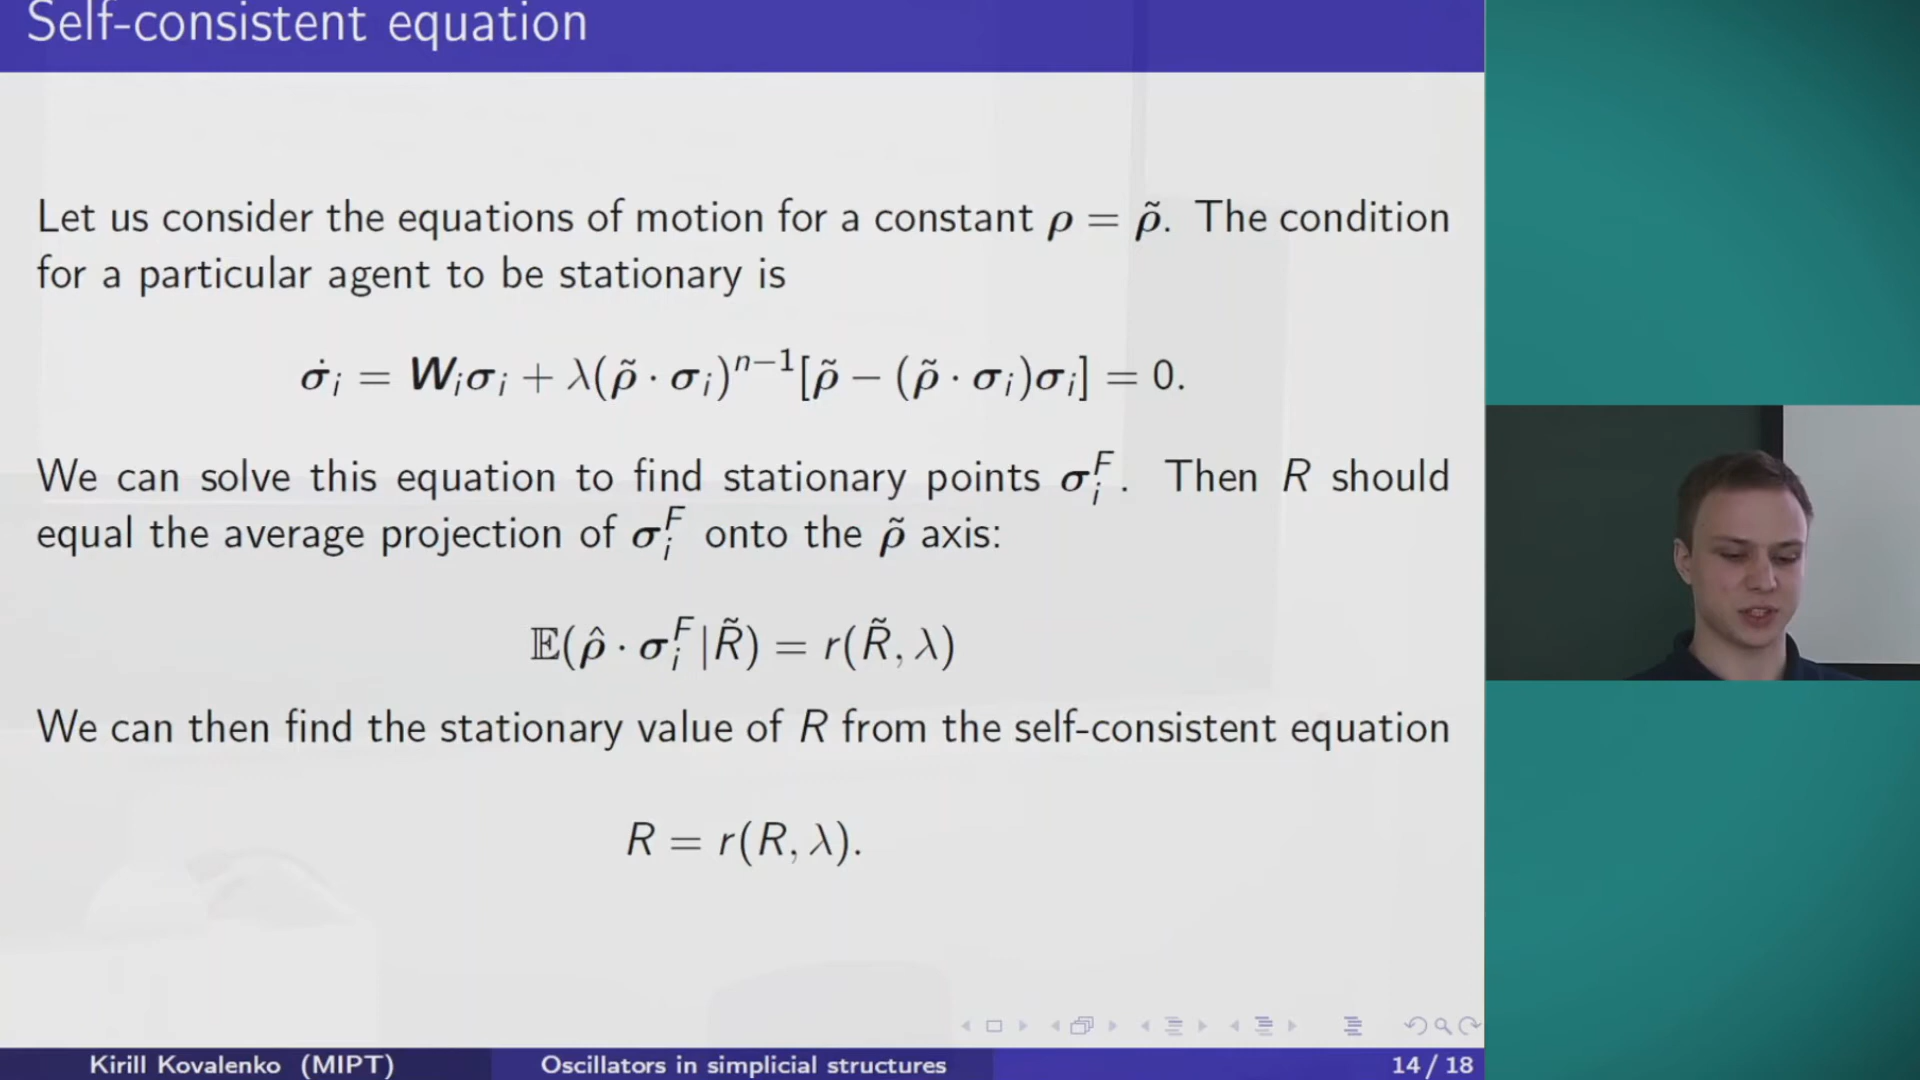 Self-consistent equation
Let us consider the equations of motion for a constant ρ = ρ̃. The condition
for a particular agent to be stationary is
σ̇ᵢ = Wᵢσᵢ + λ(ρ̃ · σᵢ)ⁿ⁻¹[ρ̃ − (ρ̃ · σᵢ)σᵢ] = 0.
We can solve this equation to find stationary points σᵢᶠ. Then R should
equal the average projection of σᵢᶠ onto the ρ̃ axis:
𝔼(ρ̂ · σᵢᶠ|R̃) = r(R̃, λ)
We can then find the stationary value of R from the self-consistent equation
R = r(R, λ).
Kirill Kovalenko (MIPT) Oscillators in simplicial structures 14 / 18